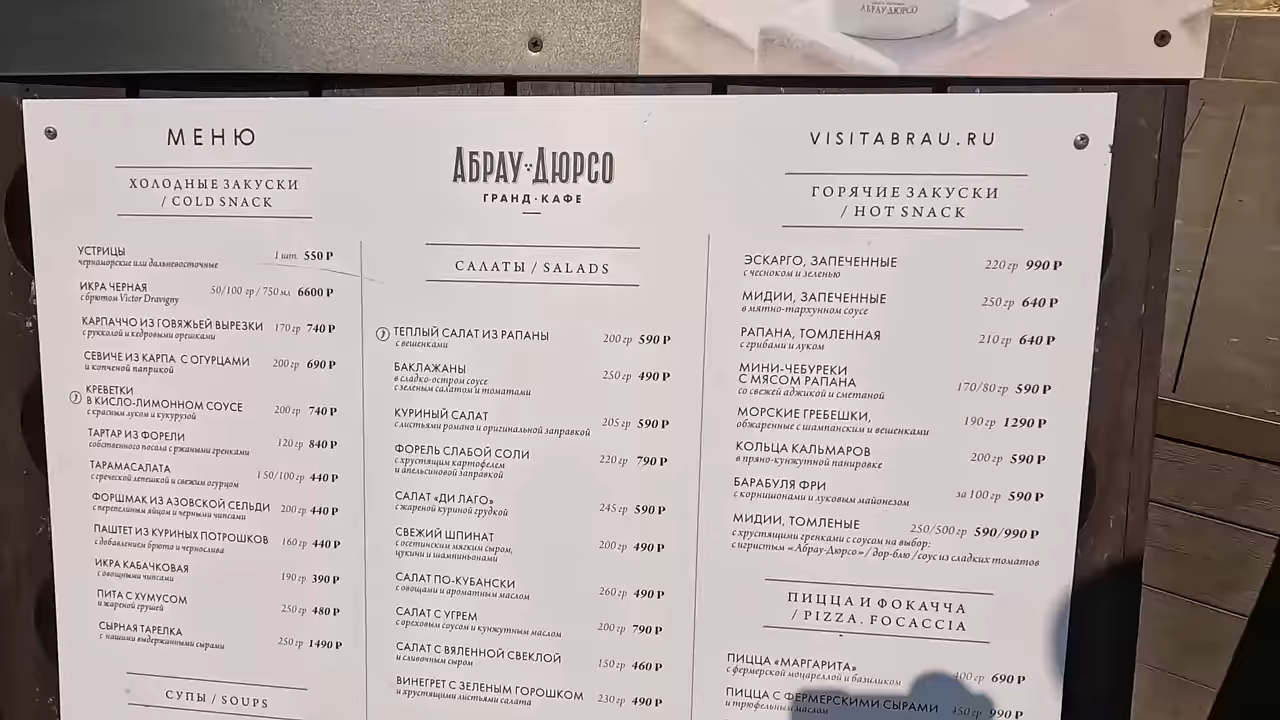 АБРАУ-ДЮРСО
МЕНЮ
ХОЛОДНЫЕ ЗАКУСКИ
/ COLD SNACK
УСТРИЦЫ 1 шт. 550 Р
черноморские или дальневосточные
ИКРА ЧЕРНАЯ 50/100 гр / 750 мл 6600 Р
с брютом Victor Dravigny
КАРПАЧЧО ИЗ ГОВЯЖЬЕЙ ВЫРЕЗКИ 170 гр 740 Р
с рукколой и кедровыми орешками
СЕВИЧЕ ИЗ КАРПА С ОГУРЦАМИ 200 гр 690 Р
и копченой паприкой
КРЕВЕТКИ
В КИСЛО-ЛИМОННОМ СОУСЕ 200 гр 740 Р
с красным луком и кукурузой
ТАРТАР ИЗ ФОРЕЛИ 120 гр 840 Р
собственного посола с ржаными гренками
ТАРАМАСАЛАТА 150/100 гр 440 Р
с греческой лепешкой и свежим огурцом
ФОРШМАК ИЗ АЗОВСКОЙ СЕЛЬДИ 200 гр 440 Р
с перепелиным яйцом и черными чипсами
ПАШТЕТ ИЗ КУРИНЫХ ПОТРОШКОВ 160 гр 440 Р
с добавлением брюта и чернослива
ИКРА КАБАЧКОВАЯ 190 гр 390 Р
с овощными чипсами
ПИТА С ХУМУСОМ 250 гр 480 Р
и жареной грушей
СЫРНАЯ ТАРЕЛКА 250 гр 1490 Р
с нашими выдержанными сырами
СУПЫ / SOUPS
АБРАУ-ДЮРСО
ГРАНД·КАФЕ
САЛАТЫ / SALADS
ТЕПЛЫЙ САЛАТ ИЗ РАПАНЫ 200 гр 590 Р
с вешенками
БАКЛАЖАНЫ 250 гр 490 Р
в сладко-остром соусе
с зеленым салатом и томатами
КУРИНЫЙ САЛАТ 205 гр 590 Р
с листьями романо и оригинальной заправкой
ФОРЕЛЬ СЛАБОЙ СОЛИ 220 гр 790 Р
с хрустящим картофелем
и апельсиновой заправкой
САЛАТ «ДИ ЛАГО» 245 гр 590 Р
с жареной куриной грудкой
СВЕЖИЙ ШПИНАТ 200 гр 490 Р
с осетинским мягким сыром,
цукини и шампиньонами
САЛАТ ПО-КУБАНСКИ 260 гр 490 Р
с овощами и ароматным маслом
САЛАТ С УГРЕМ 200 гр 790 Р
с ореховым соусом и кунжутным маслом
САЛАТ С ВЯЛЕННОЙ СВЕКЛОЙ 150 гр 460 Р
и сливочным сыром
ВИНЕГРЕТ С ЗЕЛЕНЫМ ГОРОШКОМ 230 гр 490 Р
и хрустящими листьями салата
VISITABRAU.RU
ГОРЯЧИЕ ЗАКУСКИ
/ HOT SNACK
ЭСКАРГО, ЗАПЕЧЕННЫЕ 220 гр 990 Р
с чесноком и зеленью
МИДИИ, ЗАПЕЧЕННЫЕ 250 гр 640 Р
в мятно-тархунном соусе
РАПАНА, ТОМЛЕННАЯ 210 гр 640 Р
с грибами и луком
МИНИ-ЧЕБУРЕКИ
С МЯСОМ РАПАНА 170/80 гр 590 Р
со свежей аджикой и сметаной
МОРСКИЕ ГРЕБЕШКИ, 190 гр 1290 Р
обжаренные с шампанским и вешенками
КОЛЬЦА КАЛЬМАРОВ 200 гр 590 Р
в пряно-кунжутной панировке
БАРАБУЛЯ ФРИ за 100 гр 590 Р
с корнишонами и луковым майонезом
МИДИИ, ТОМЛЕНЫЕ 250/500 гр 590/990 Р
с хрустящими гренками с соусом на выбор:
с игристым «Абрау-Дюрсо» / дор-блю / соус из сладких томатов
ПИЦЦА И ФОКАЧЧА
/ PIZZA. FOCACCIA
ПИЦЦА «МАРГАРИТА» 400 гр 690 Р
с фермерской моцареллой и базиликом
ПИЦЦА С ФЕРМЕРСКИМИ СЫРАМИ 450 гр 990 Р
и трюфельным маслом